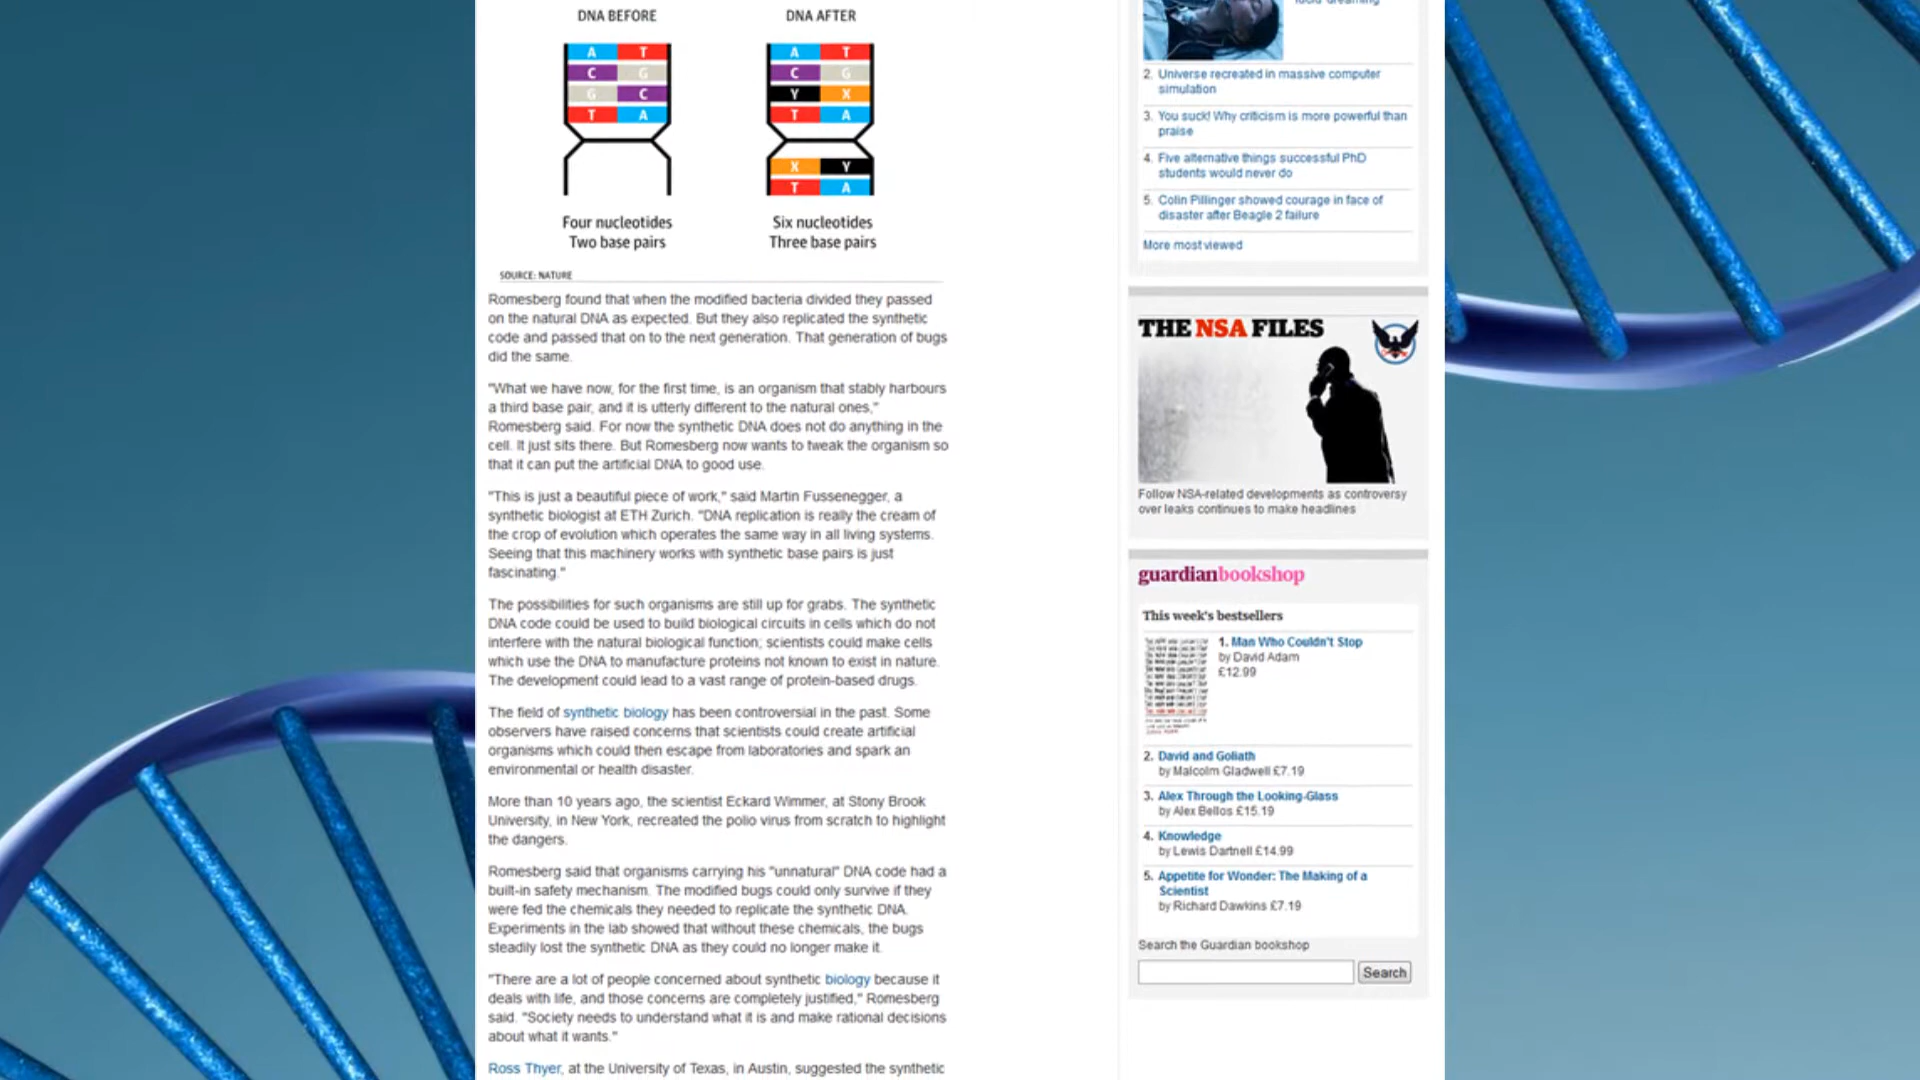 DNA BEFORE
DNA AFTER
A T
C G
G C
T A
A T
C G
Y X
T A
X Y
T A
Four nucleotides
Two base pairs
Six nucleotides
Three base pairs
SOURCE: NATURE
Romesberg found that when the modified bacteria divided they passed
on the natural DNA as expected. But they also replicated the synthetic
code and passed that on to the next generation. That generation of bugs
did the same.
"What we have now, for the first time, is an organism that stably harbours
a third base pair, and it is utterly different to the natural ones,"
Romesberg said. For now the synthetic DNA does not do anything in the
cell. It just sits there. But Romesberg now wants to tweak the organism so
that it can put the artificial DNA to good use.
"This is just a beautiful piece of work," said Martin Fussenegger, a
synthetic biologist at ETH Zurich. "DNA replication is really the cream of
the crop of evolution which operates the same way in all living systems.
Seeing that this machinery works with synthetic base pairs is just
fascinating."
The possibilities for such organisms are still up for grabs. The synthetic
DNA code could be used to build biological circuits in cells which do not
interfere with the natural biological function; scientists could make cells
which use the DNA to manufacture proteins not known to exist in nature.
The development could lead to a vast range of protein-based drugs.
The field of synthetic biology has been controversial in the past. Some
observers have raised concerns that scientists could create artificial
organisms which could then escape from laboratories and spark an
environmental or health disaster.
More than 10 years ago, the scientist Eckard Wimmer, at Stony Brook
University, in New York, recreated the polio virus from scratch to highlight
the dangers.
Romesberg said that organisms carrying his "unnatural" DNA code had a
built-in safety mechanism. The modified bugs could only survive if they
were fed the chemicals they needed to replicate the synthetic DNA.
Experiments in the lab showed that without these chemicals, the bugs
steadily lost the synthetic DNA as they could no longer make it.
"There are a lot of people concerned about synthetic biology because it
deals with life, and those concerns are completely justified," Romesberg
said. "Society needs to understand what it is and make rational decisions
about what it wants."
Ross Thyer, at the University of Texas, in Austin, suggested the synthetic
lucid dreaming
2. Universe recreated in massive computer
simulation
3. You suck! Why criticism is more powerful than
praise
4. Five alternative things successful PhD
students would never do
5. Colin Pillinger showed courage in face of
disaster after Beagle 2 failure
More most viewed
THE NSA FILES
Follow NSA-related developments as controversy
over leaks continues to make headlines
guardianbookshop
This week's bestsellers
1. Man Who Couldn't Stop
by David Adam
£12.99
2. David and Goliath
by Malcolm Gladwell £7.19
3. Alex Through the Looking-Glass
by Alex Bellos £15.19
4. Knowledge
by Lewis Dartnell £14.99
5. Appetite for Wonder: The Making of a
Scientist
by Richard Dawkins £7.19
Search the Guardian bookshop
Search